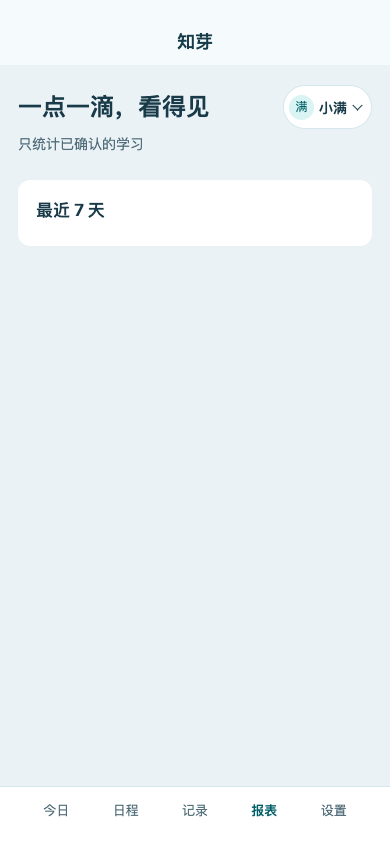 知芽
一点一滴，看得见
满 小满
只统计已确认的学习
最近 7 天
今日 日程 记录 报表 设置